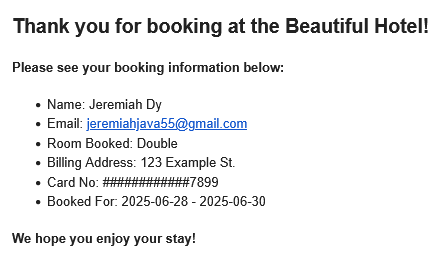 Thank you for booking at the Beautiful Hotel!
Please see your booking information below:
• Name: Jeremiah Dy
• Email: jeremiahjava55@gmail.com
• Room Booked: Double
• Billing Address: 123 Example St.
• Card No: ############7899
• Booked For: 2025-06-28 - 2025-06-30
We hope you enjoy your stay!